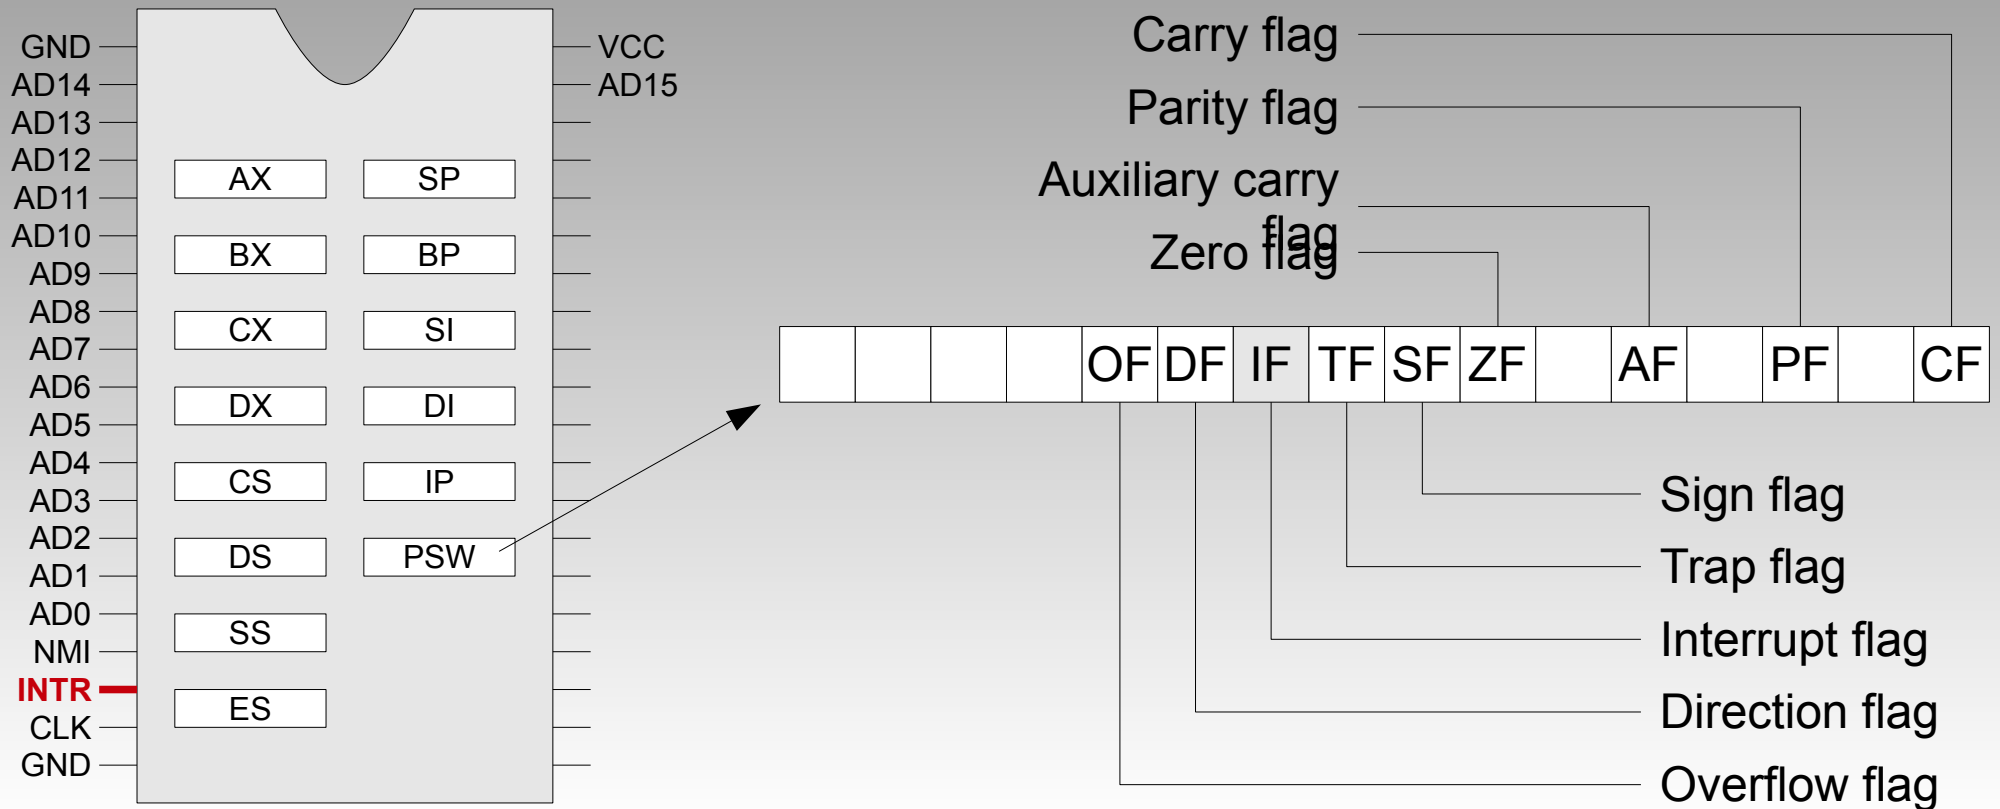 GND
AD14
AD13
AD12
AD11
AD10
AD9
AD8
AD7
AD6
AD5
AD4
AD3
AD2
AD1
AD0
NMI
INTR
CLK
GND
VCC
AD15
AX
SP
BX
BP
CX
SI
DX
DI
CS
IP
DS
PSW
SS
ES
Carry flag
Parity flag
Auxiliary carry
flag
Zero flag
OF DF IF TF SF ZF AF PF CF
Sign flag
Trap flag
Interrupt flag
Direction flag
Overflow flag